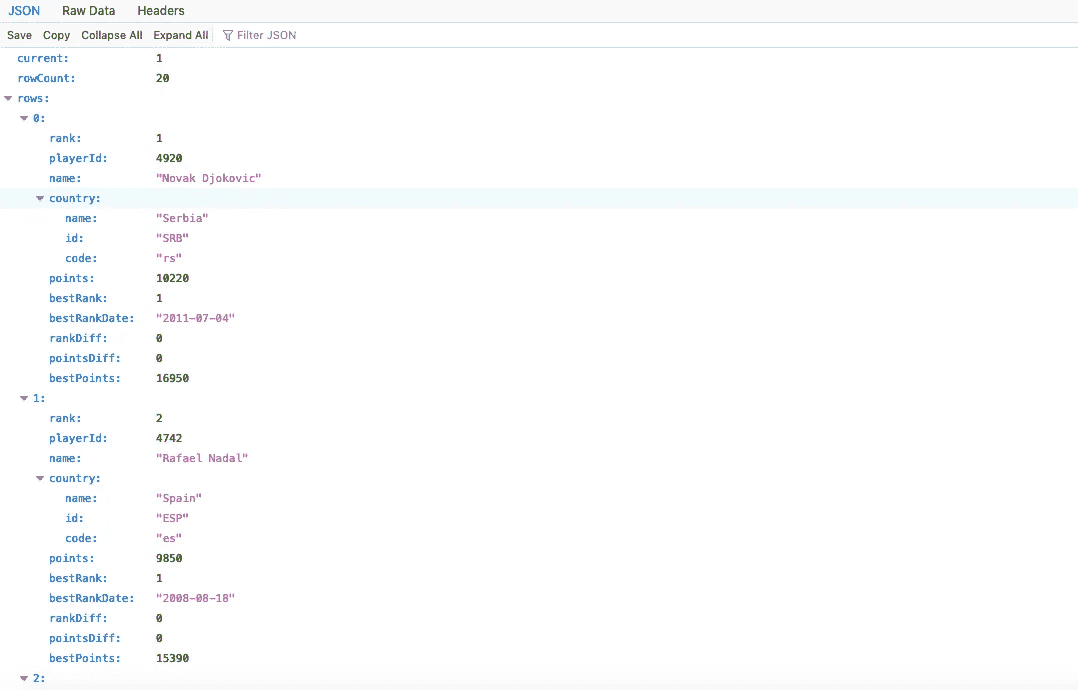 JSON Raw Data Headers
Save Copy Collapse All Expand All Filter JSON
current: 1
rowCount: 20
rows:
0:
rank: 1
playerId: 4920
name: "Novak Djokovic"
country:
name: "Serbia"
id: "SRB"
code: "rs"
points: 10220
bestRank: 1
bestRankDate: "2011-07-04"
rankDiff: 0
pointsDiff: 0
bestPoints: 16950
1:
rank: 2
playerId: 4742
name: "Rafael Nadal"
country:
name: "Spain"
id: "ESP"
code: "es"
points: 9850
bestRank: 1
bestRankDate: "2008-08-18"
rankDiff: 0
pointsDiff: 0
bestPoints: 15390
2: